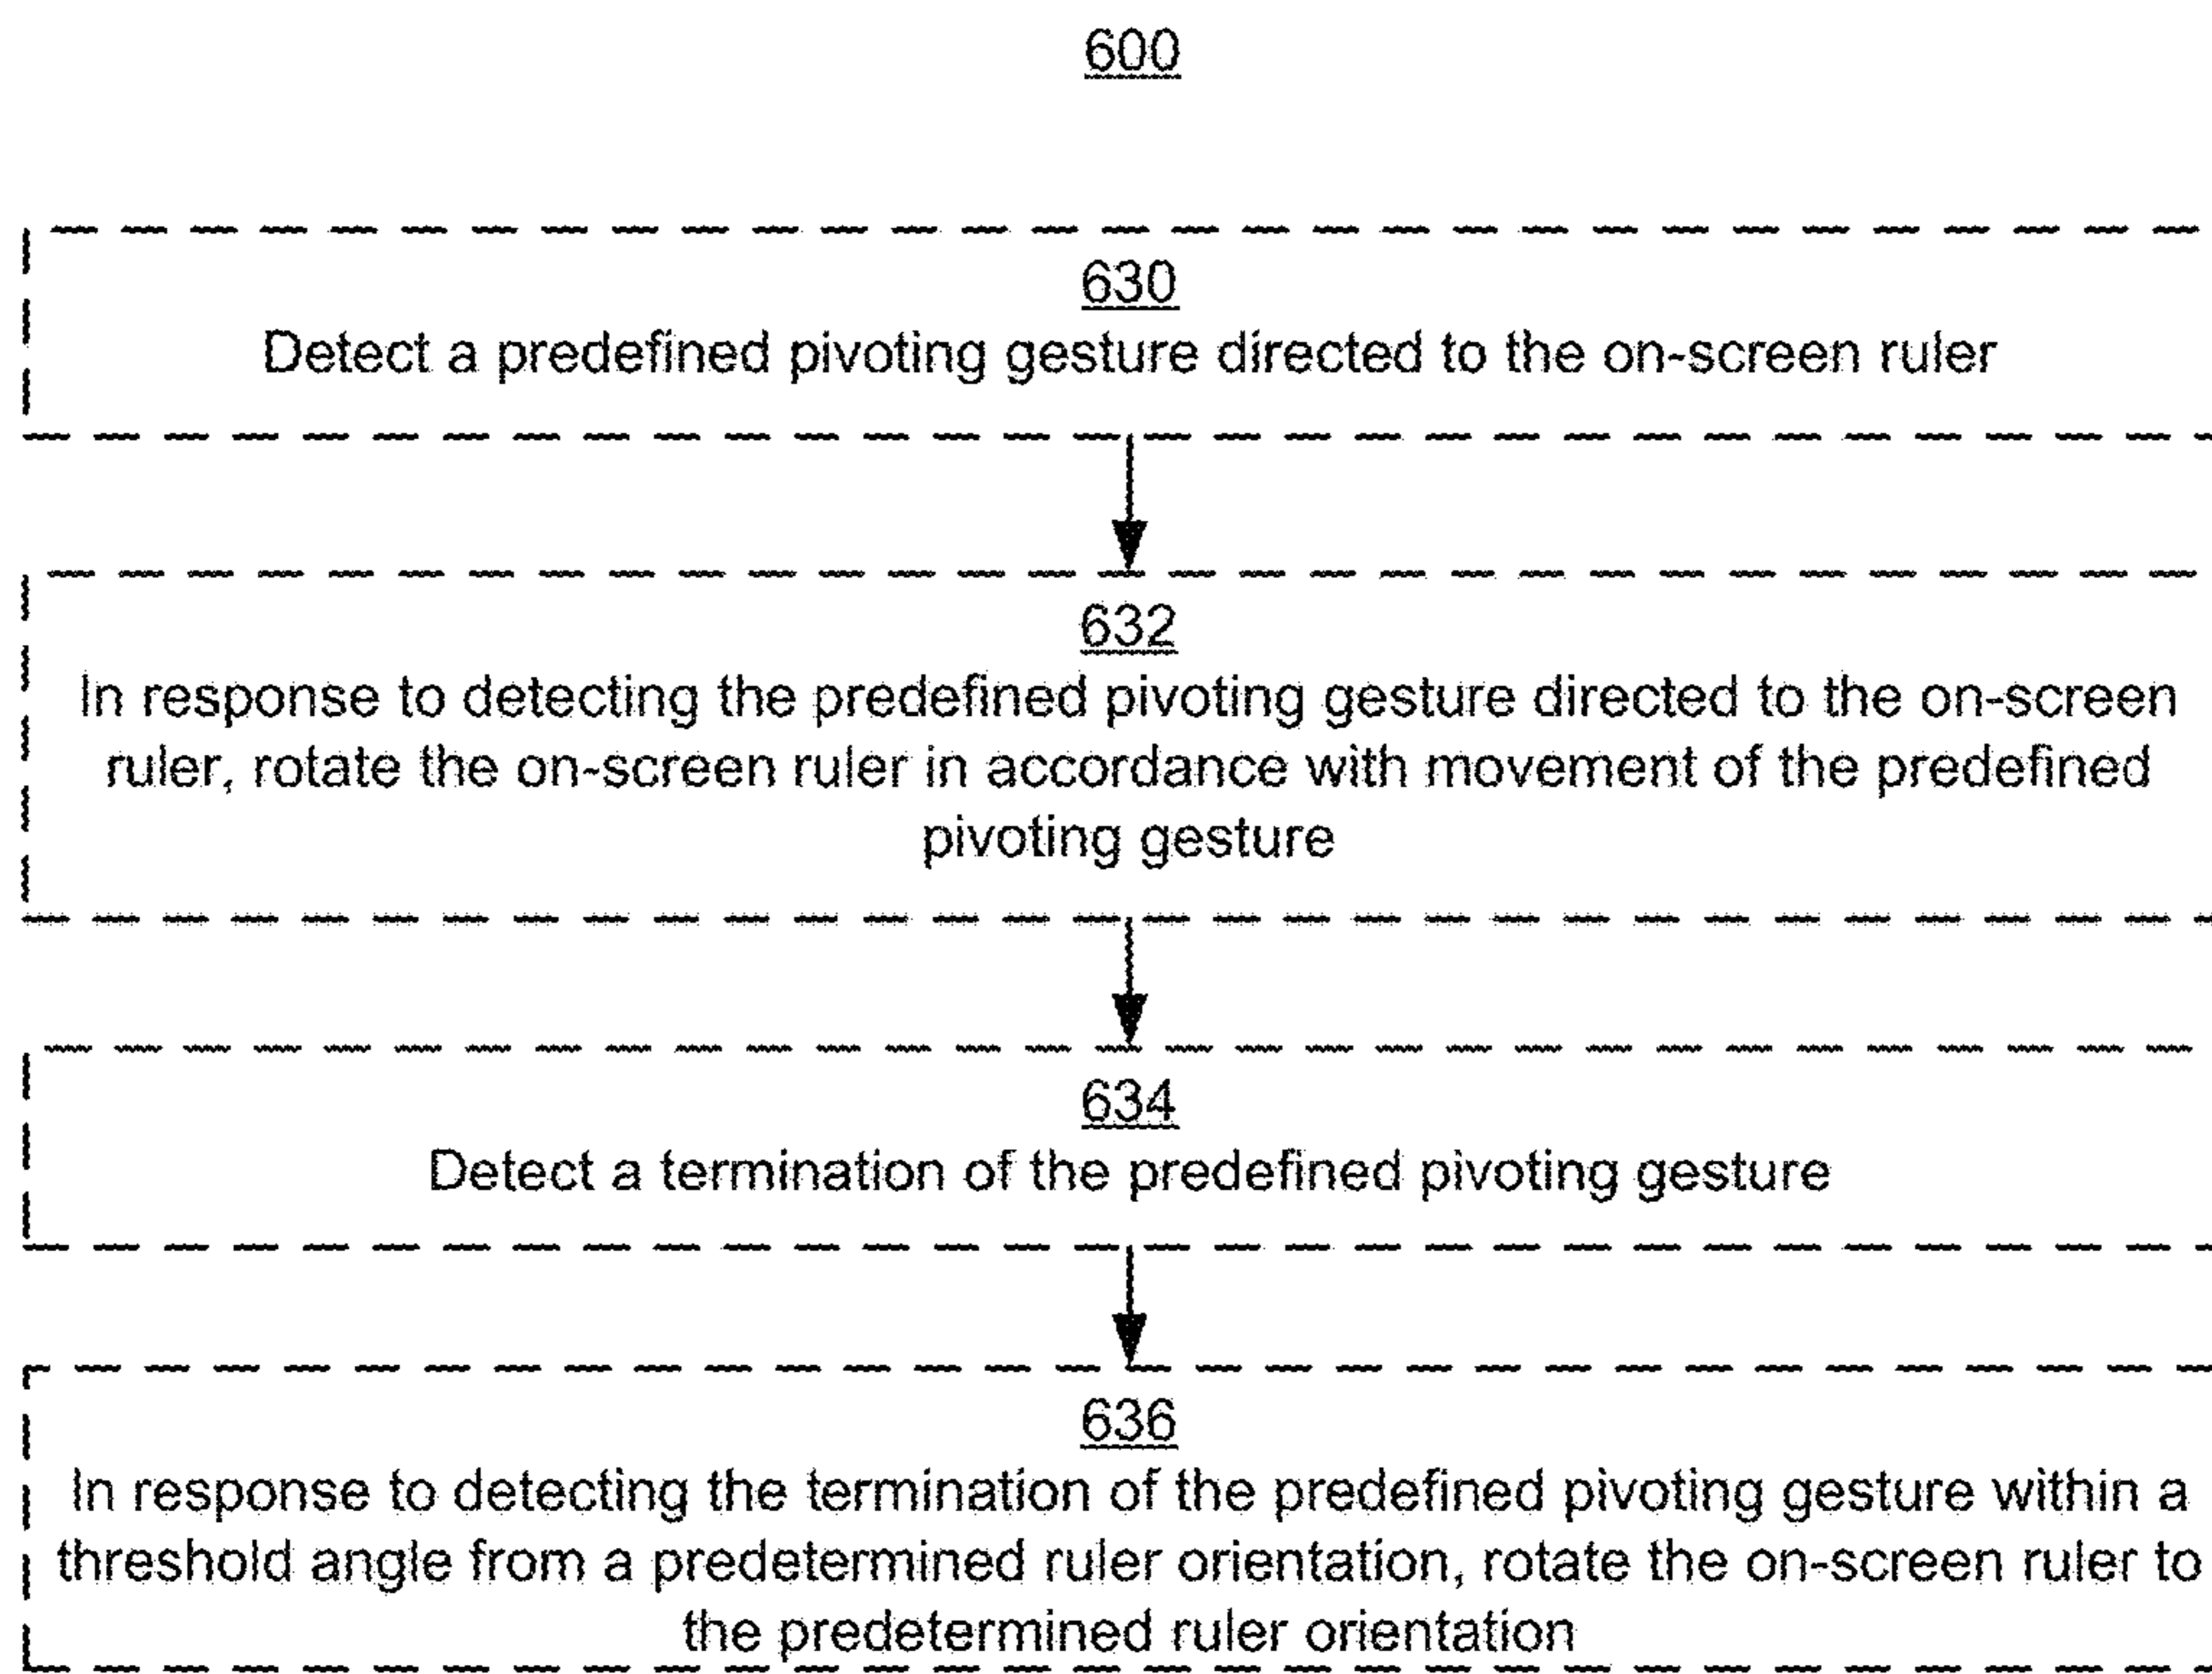 600
630
Detect a predefined pivoting gesture directed to the on-screen ruler
632
In response to detecting the predefined pivoting gesture directed to the on-screen
ruler, rotate the on-screen ruler in accordance with movement of the predefined
pivoting gesture
634
Detect a termination of the predefined pivoting gesture
636
In response to detecting the termination of the predefined pivoting gesture within a
threshold angle from a predetermined ruler orientation, rotate the on-screen ruler to
the predetermined ruler orientation